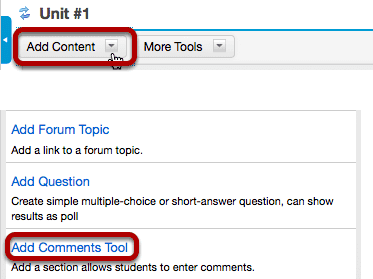 Unit #1
Add Content More Tools
Add Forum Topic
Add a link to a forum topic.
Add Question
Create simple multiple-choice or short-answer question, can show
results as poll
Add Comments Tool
Add a section allows students to enter comments.